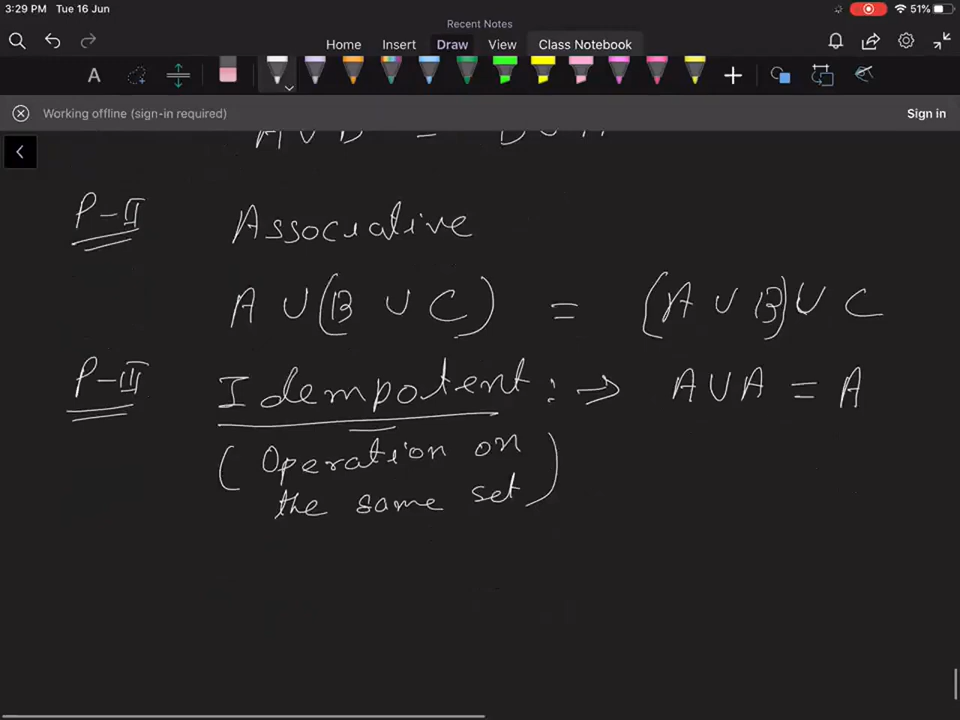 3:29 PM Tue 16 Jun
51%
Recent Notes
Home Insert Draw View Class Notebook
A
Working offline (sign-in required) Sign in
A ∪ B = B ∪ A
P-II Associative
A ∪ (B ∪ C) = (A ∪ B) ∪ C
P-III Idempotent :→ A ∪ A = A
(Operation on
the same set)